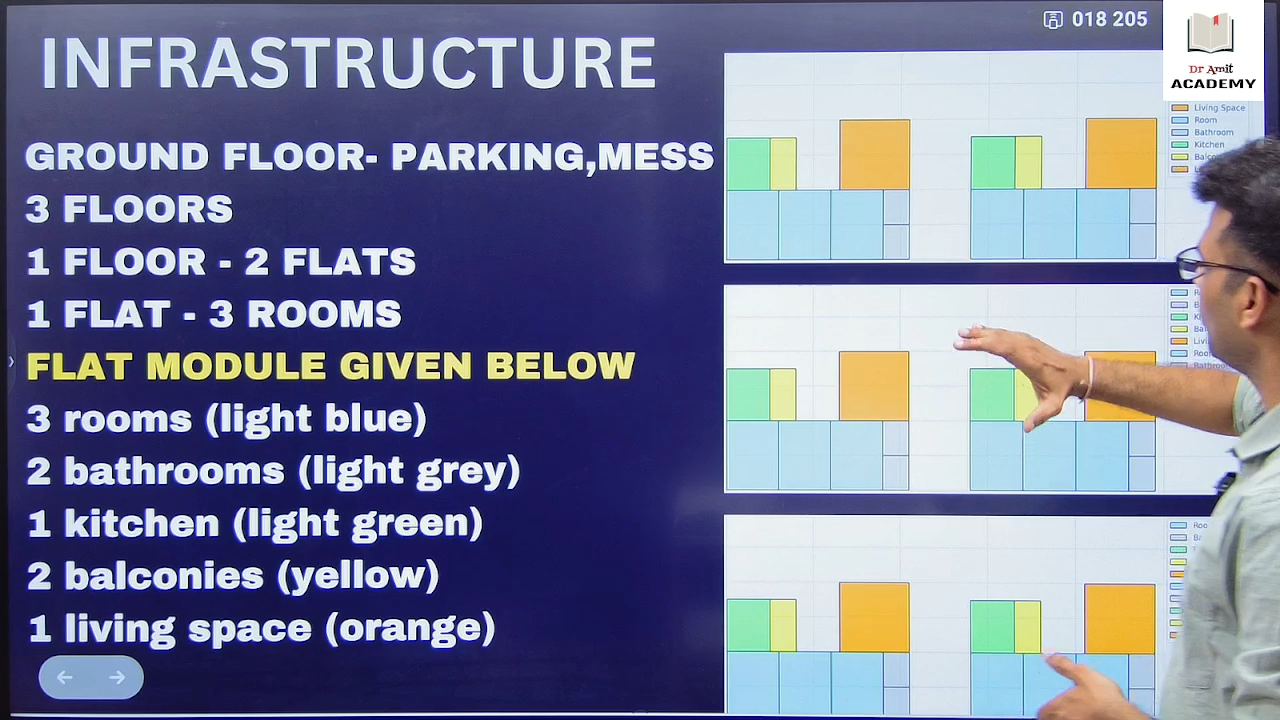 INFRASTRUCTURE
GROUND FLOOR- PARKING,MESS
3 FLOORS
1 FLOOR - 2 FLATS
1 FLAT - 3 ROOMS
FLAT MODULE GIVEN BELOW
3 rooms (light blue)
2 bathrooms (light grey)
1 kitchen (light green)
2 balconies (yellow)
1 living space (orange)
018 205
Dr Amit
ACADEMY
Living Space
Room
Bathroom
Kitchen